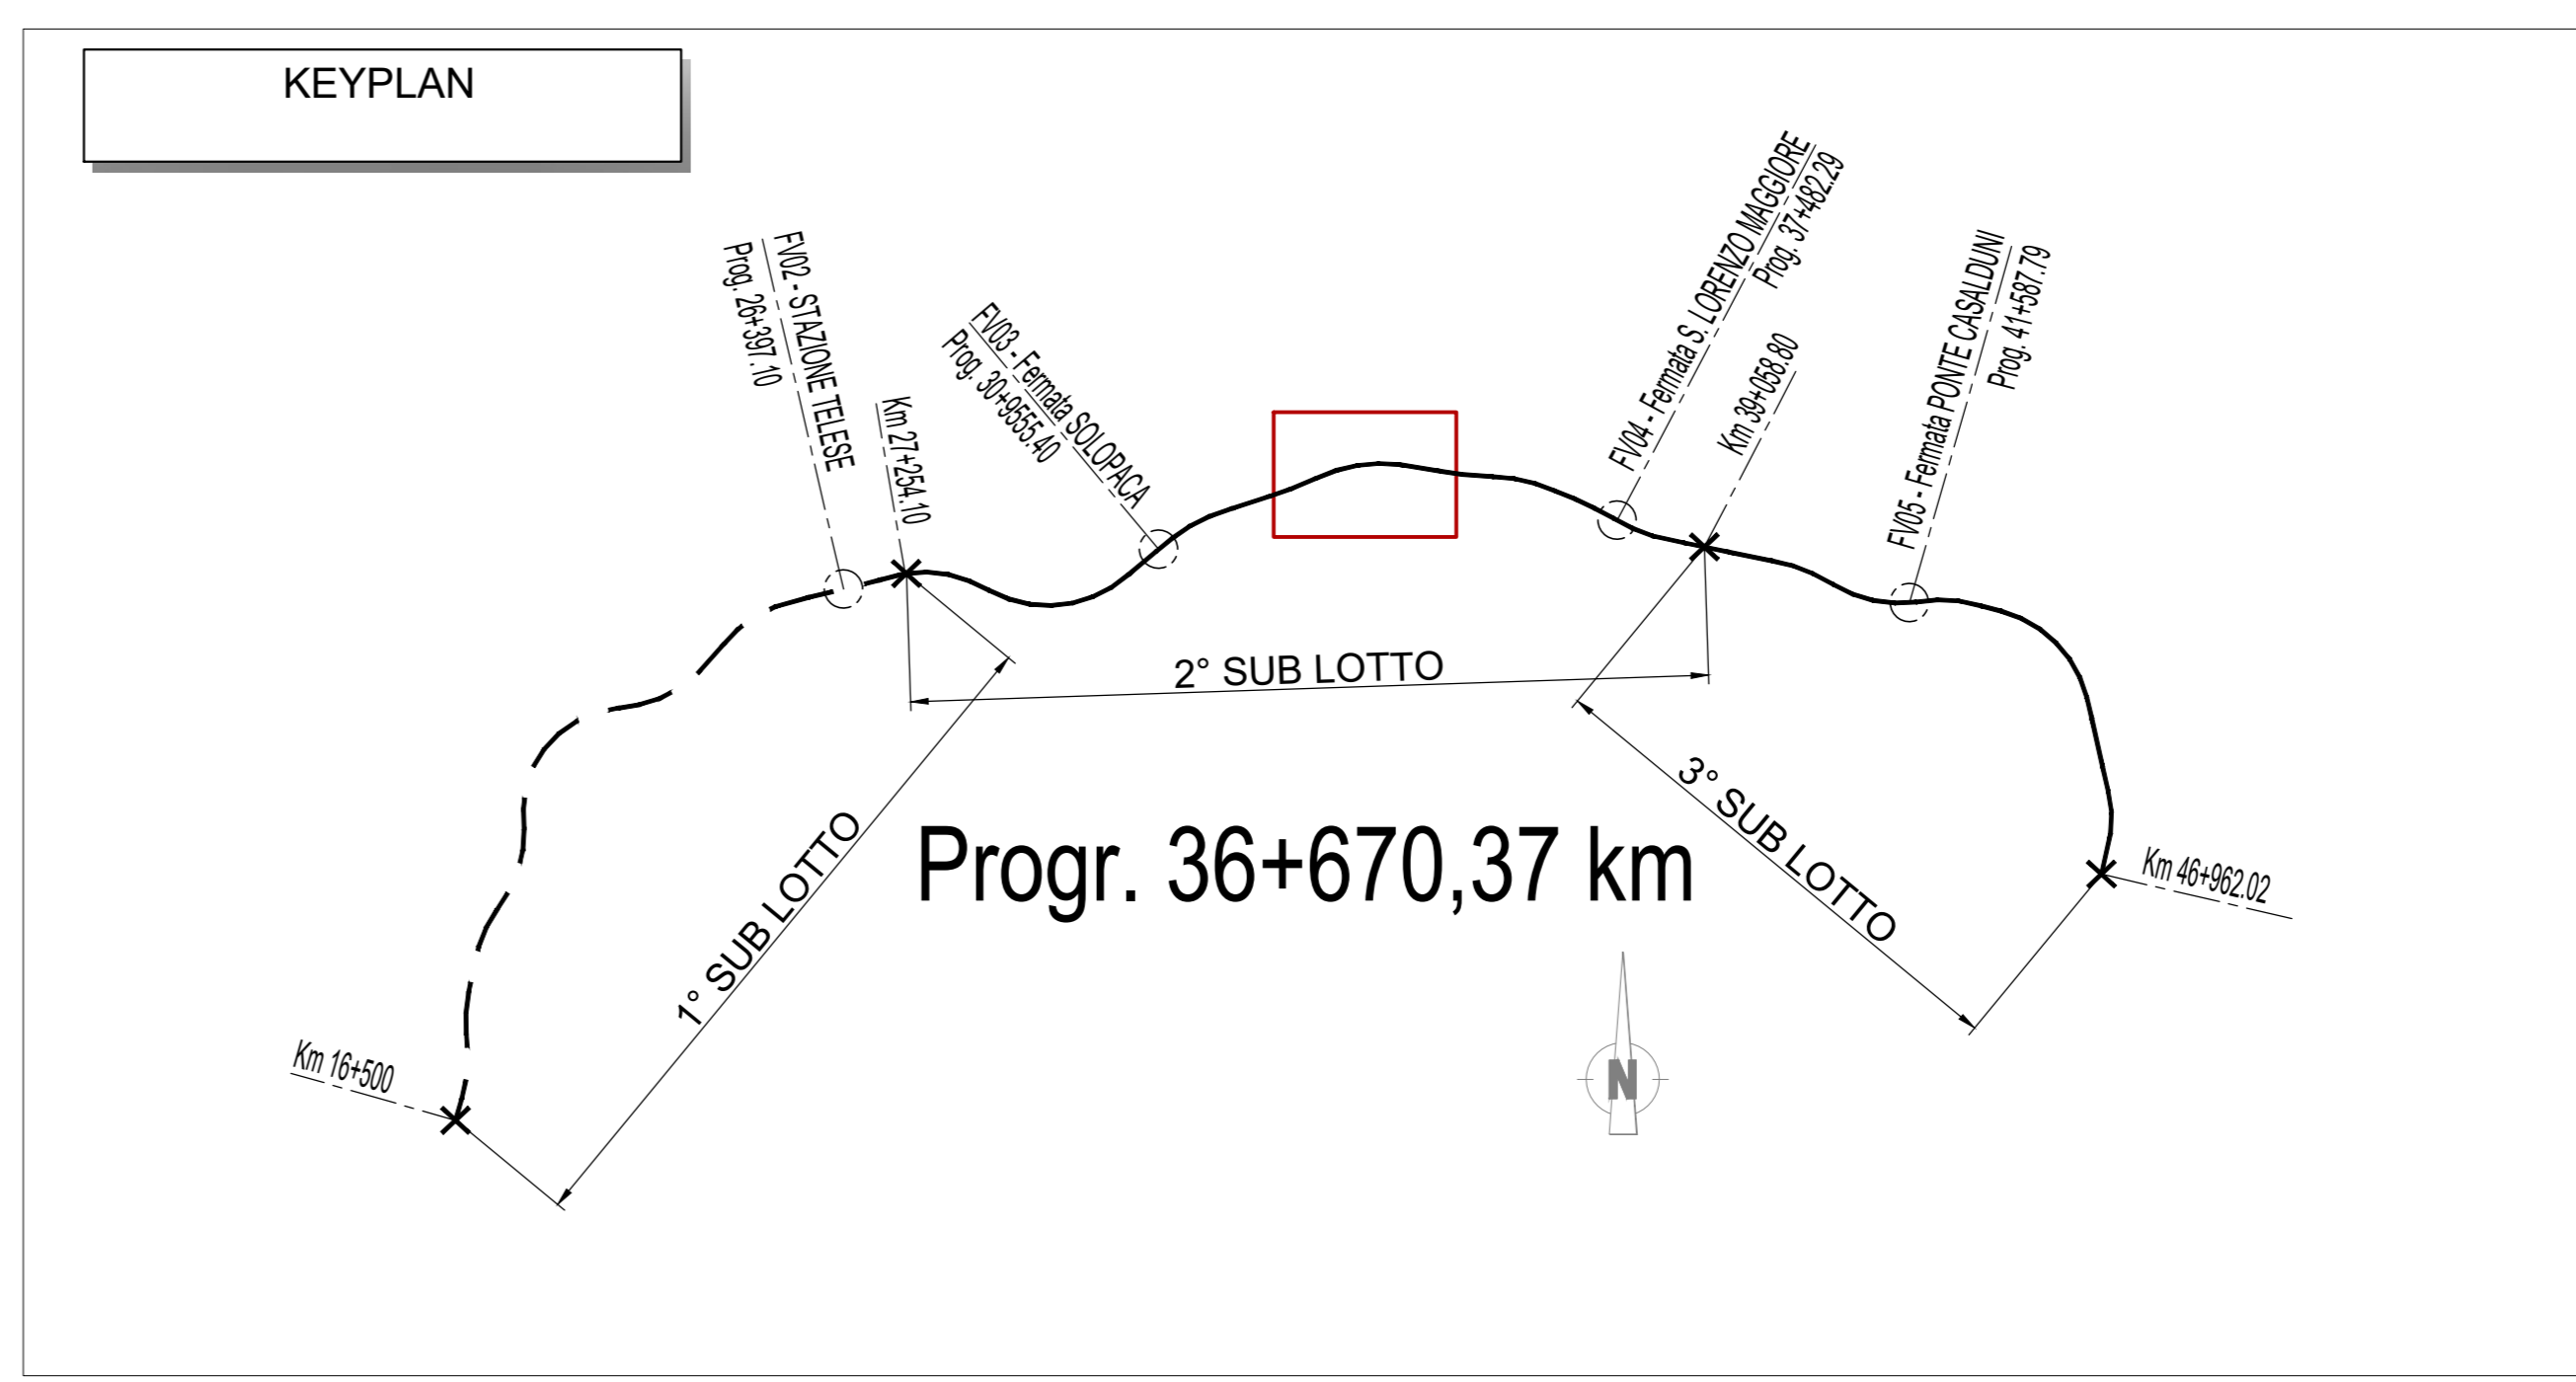 KEYPLAN
FV02 - STAZIONE TELESE
Prog. 26+397.10
Km 27+254.10
FV03 - Fermata SOLOPACA
Prog. 30+9555.40
FV04 - Fermata S. LORENZO MAGGIORE
Prog. 37+482.29
Km 39+058.80
FV05 - Fermata PONTE CASALDUNI
Prog. 41+587.79
2° SUB LOTTO
1° SUB LOTTO
3° SUB LOTTO
Progr. 36+670,37 km
Km 46+962.02
Km 16+500
N